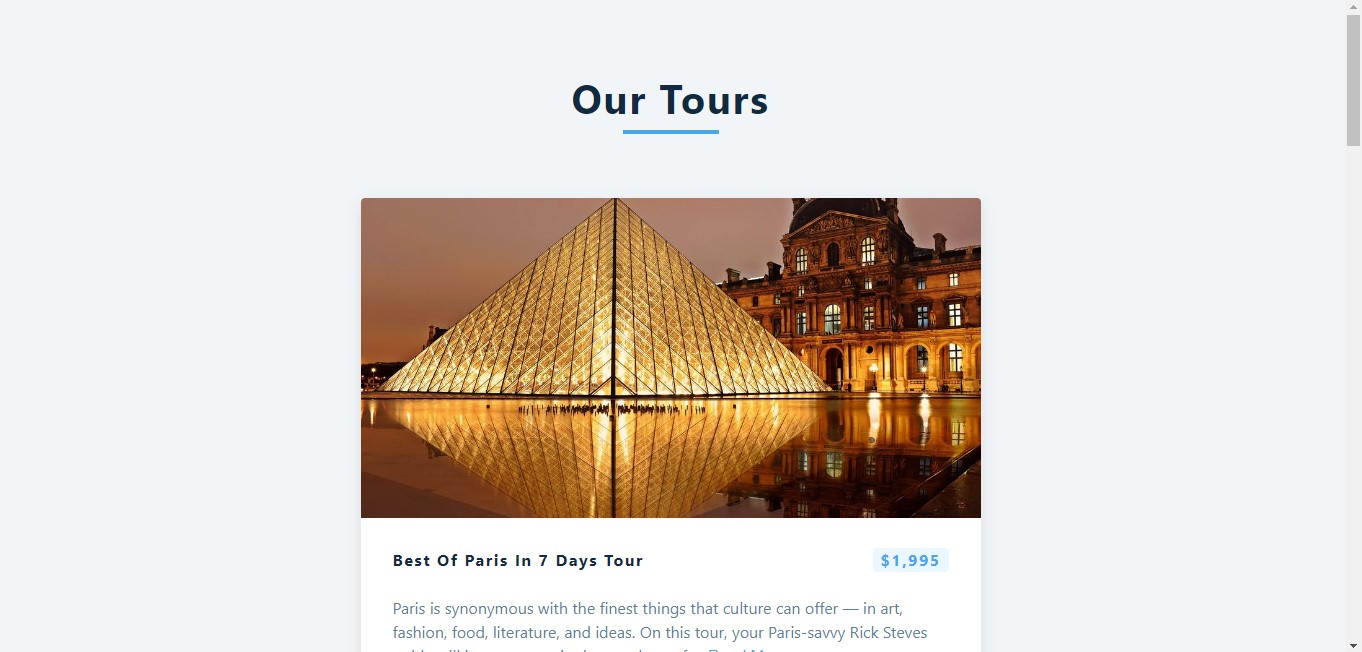 Our Tours
Best Of Paris In 7 Days Tour
$1,995
Paris is synonymous with the finest things that culture can offer — in art,
fashion, food, literature, and ideas. On this tour, your Paris-savvy Rick Steves